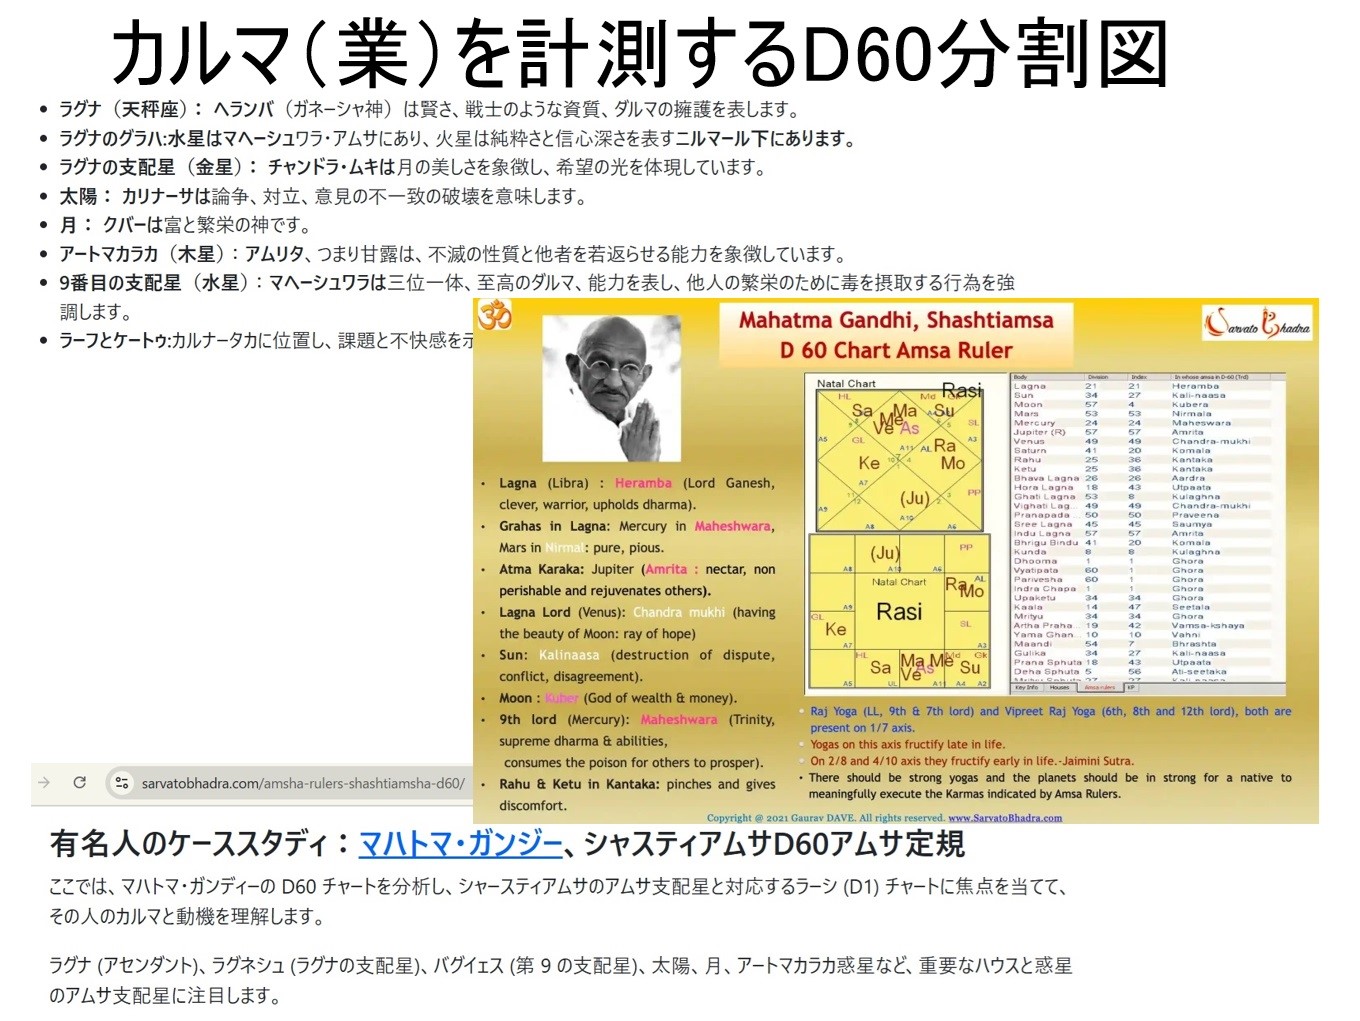 カルマ（業）を計測するD60分割図
• ラグナ（天秤座）： ヘランバ（ガネーシャ神）は賢さ、戦士のような資質、ダルマの擁護を表します。
• ラグナのグラハ:水星はマヘーシュワラ・アムサにあり、火星は純粋さと信心深さを表すニルマール下にあります。
• ラグナの支配星（金星）： チャンドラ・ムキは月の美しさを象徴し、希望の光を体現しています。
• 太陽： カリナーサは論争、対立、意見の不一致の破壊を意味します。
• 月： クバーは富と繁栄の神です。
• アートマカラカ（木星）：アムリタ、つまり甘露は、不滅の性質と他者を若返らせる能力を象徴しています。
• 9番目の支配星（水星）：マヘーシュワラは三位一体、至高のダルマ、能力を表し、他人の繁栄のために毒を摂取する行為を強
調します。
• ラーフとケートゥ:カルナータカに位置し、課題と不快感を示
Mahatma Gandhi, Shashtiamsa
D 60 Chart Amsa Ruler
Sarvato Bhadra
• Lagna (Libra) : Heramba (Lord Ganesh,
clever, warrior, upholds dharma).
• Grahas in Lagna: Mercury in Maheshwara,
Mars in Nirmal: pure, pious.
• Atma Karaka: Jupiter (Amrita : nectar, non
perishable and rejuvenates others).
• Lagna Lord (Venus): Chandra mukhi (having
the beauty of Moon: ray of hope)
• Sun: Kalinaasa (destruction of dispute,
conflict, disagreement).
• Moon : Kuber (God of wealth & money).
• 9th lord (Mercury): Maheshwara (Trinity,
supreme dharma & abilities,
consumes the poison for others to prosper).
• Rahu & Ketu in Kantaka: pinches and gives
discomfort.
Natal Chart
Rasi
HL Md Gk
Sa Ma Su
Me
Ve As
SL
GL
A5 A3
A11 AL Ra
Ke Mo
A7
(Ju) PP
A9
A8 A10 A6
(Ju) PP
A8 A10 A6
Natal Chart
Rasi
Ra AL
Mo
A9
GL
Ke
SL
A7 A3
HL Md Gk
Sa Ma Me Su
Ve As
A5 UL A11 A4 A2
Body Division Index In whose amsa in D-60 (Trd)
Lagna 21 21 Heramba
Sun 34 27 Kali-naasa
Moon 57 4 Kubera
Mars 53 53 Nirmala
Mercury 24 24 Maheswara
Jupiter (R) 57 57 Amrita
Venus 49 49 Chandra-mukhi
Saturn 41 20 Komala
Rahu 25 36 Kantaka
Ketu 25 36 Kantaka
Bhava Lagna 26 26 Aardra
Hora Lagna 18 43 Utpaata
Ghati Lagna 53 8 Kulaghna
Vighati Lag... 49 49 Chandra-mukhi
Pranapada 50 50 Praveena
Sree Lagna 45 45 Saumya
Indu Lagna 57 57 Amrita
Bhrigu Bindu 41 20 Komala
Kunda 8 8 Kulaghna
Dhooma 1 1 Ghora
Vyatipata 60 1 Ghora
Parivesha 60 1 Ghora
Indra Chapa 1 1 Ghora
Upaketu 34 34 Ghora
Kaala 14 47 Seetala
Mrityu 34 34 Ghora
Artha Praha... 19 42 Vamsa-kshaya
Yama Ghan... 10 10 Vahni
Maandi 54 7 Bhrashta
Gulika 34 27 Kali-naasa
Prana Sphuta 18 43 Utpaata
Deha Sphuta 5 56 Ati-seetala
Mrityu Sphuta 27 27 Kali-naasa
Key Info Houses Amsa rulers KP
• Raj Yoga (LL, 9th & 7th lord) and Vipreet Raj Yoga (6th, 8th and 12th lord), both are
present on 1/7 axis.
• Yogas on this axis fructify late in life.
• On 2/8 and 4/10 axis they fructify early in life.-Jaimini Sutra.
• There should be strong yogas and the planets should be in strong for a native to
meaningfully execute the Karmas indicated by Amsa Rulers.
Copyright @ 2021 Gaurav DAVE. All rights reserved. www.SarvatoBhadra.com
sarvatobhadra.com/amsha-rulers-shashtiamsha-d60/
有名人のケーススタディ： マハトマ・ガンジー、シャスティアムサD60アムサ定規
ここでは、マハトマ・ガンディーの D60 チャートを分析し、シャースティアムサのアムサ支配星と対応するラーシ (D1) チャートに焦点を当てて、
その人のカルマと動機を理解します。
ラグナ (アセンダント)、ラグネシュ (ラグナの支配星)、バグイェス (第 9 の支配星)、太陽、月、アートマカラカ惑星など、重要なハウスと惑星
のアムサ支配星に注目します。